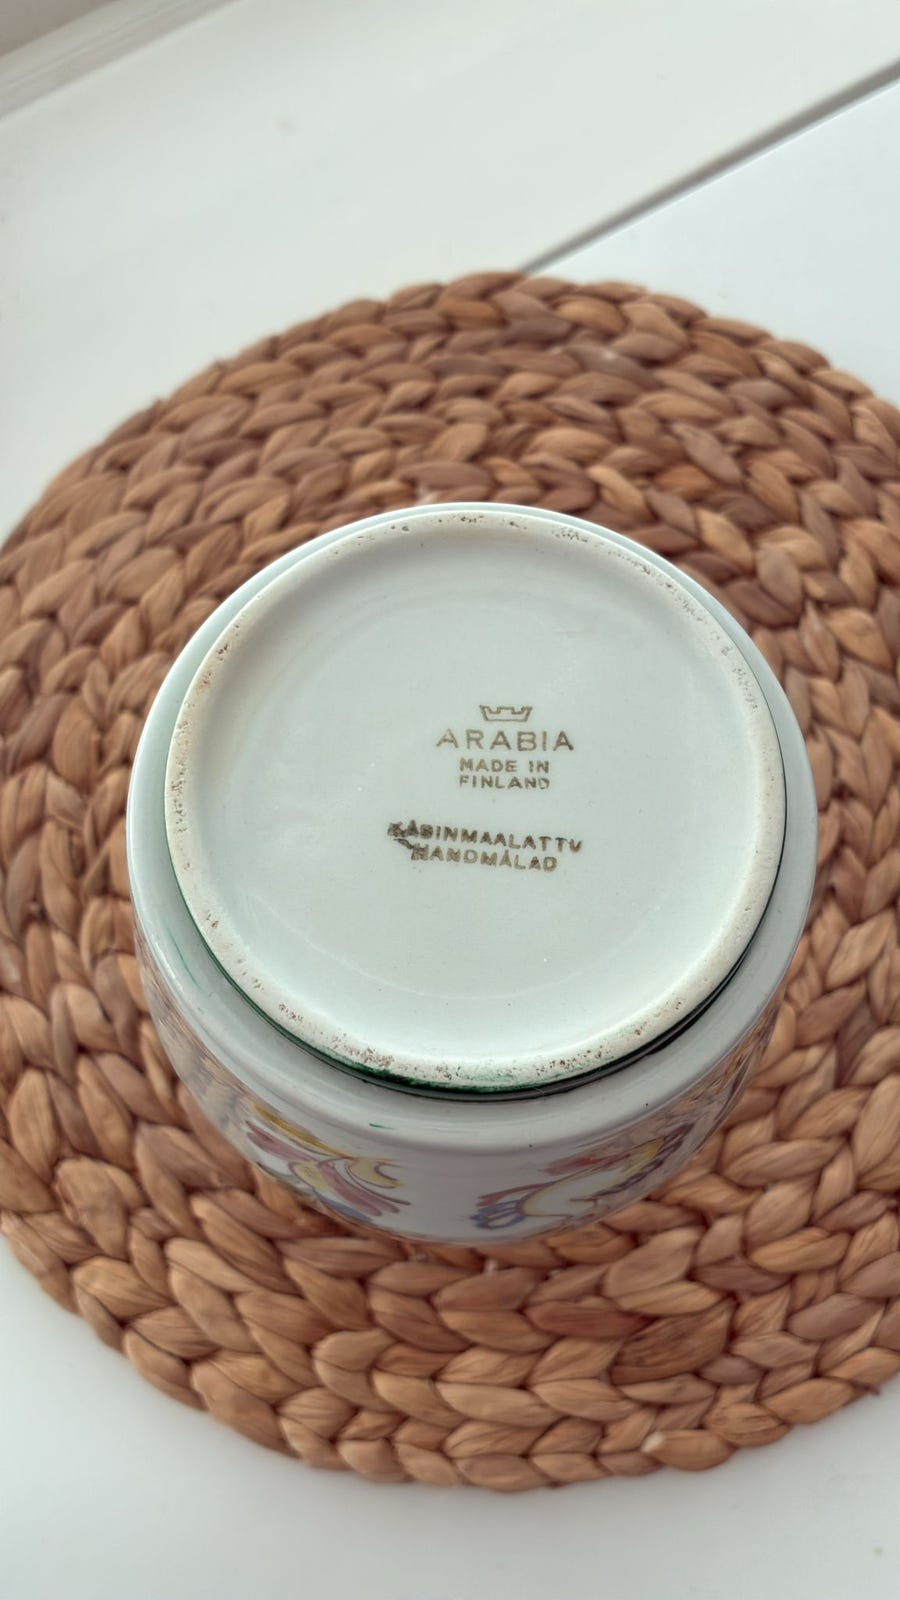 ARABIA
MADE IN
FINLAND
KÄSINMAALATTU
HANDMÅLAD